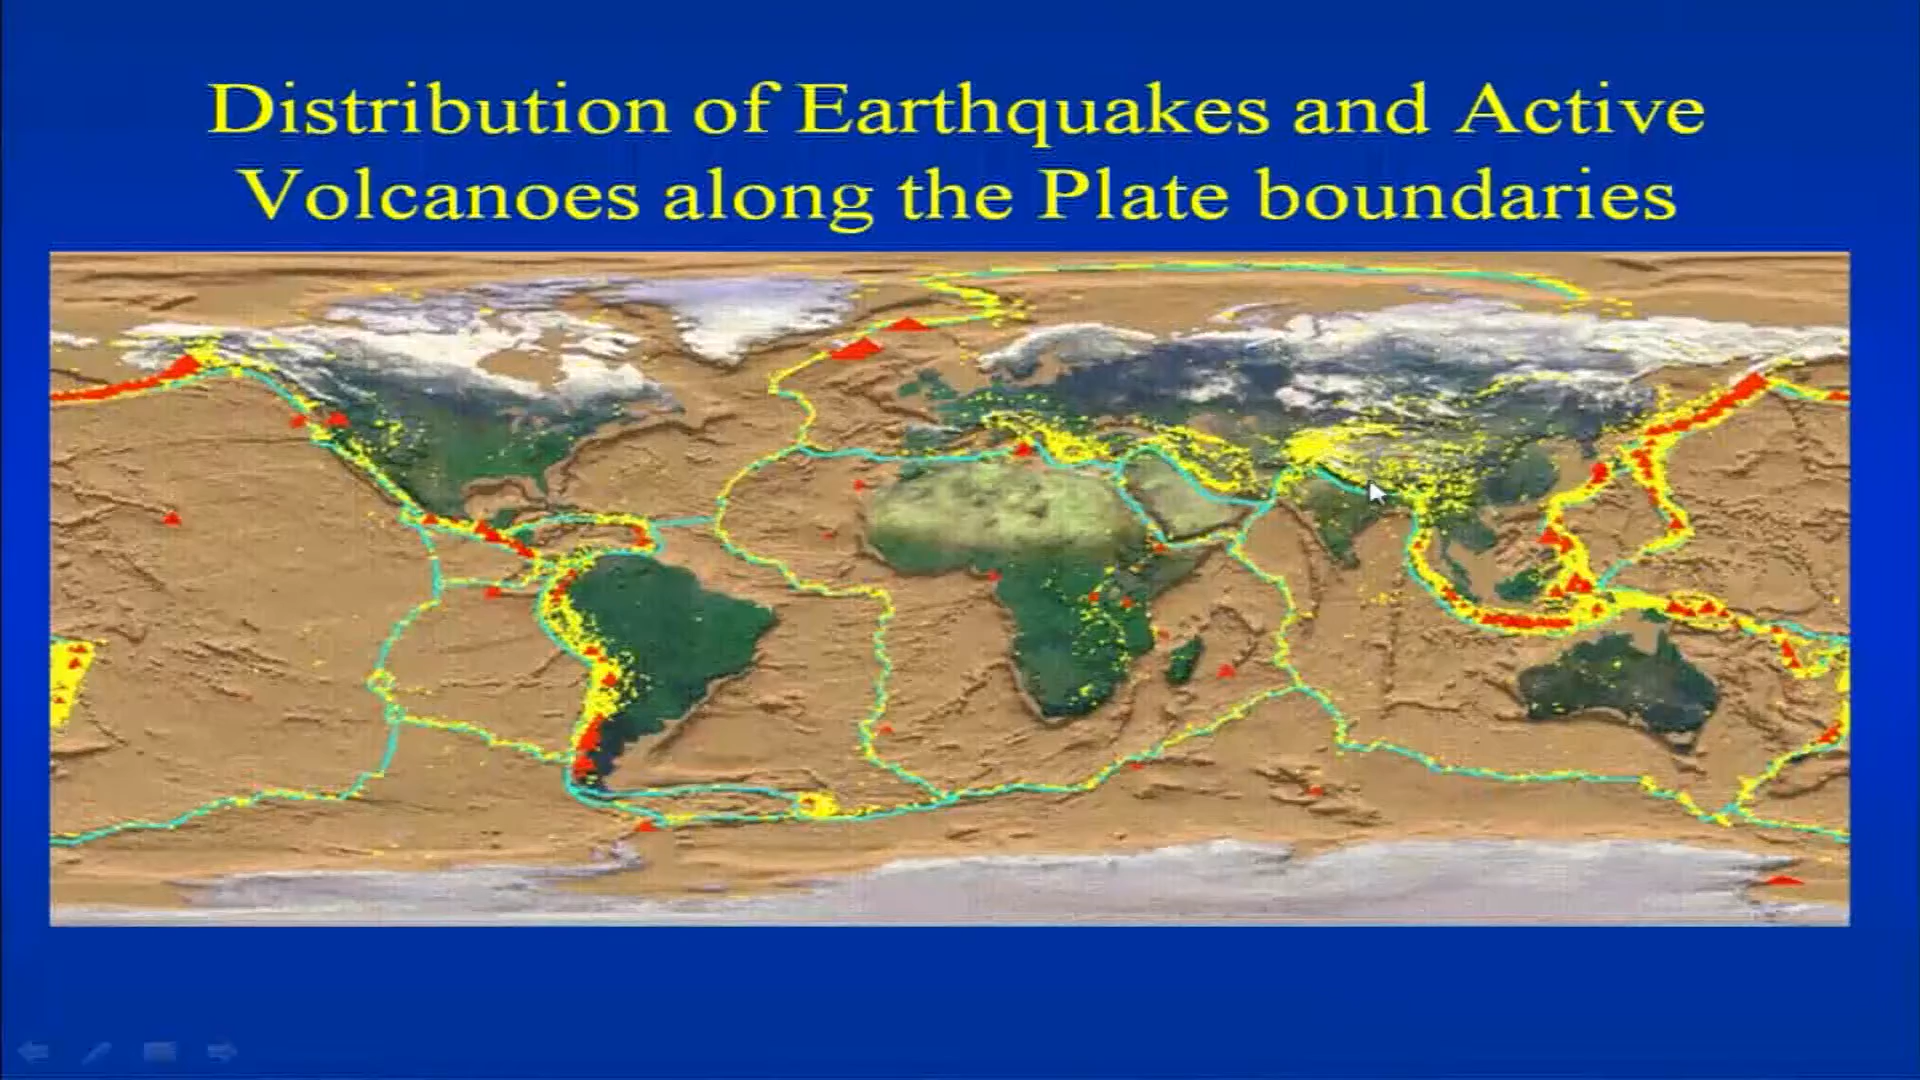 Distribution of Earthquakes and Active
Volcanoes along the Plate boundaries